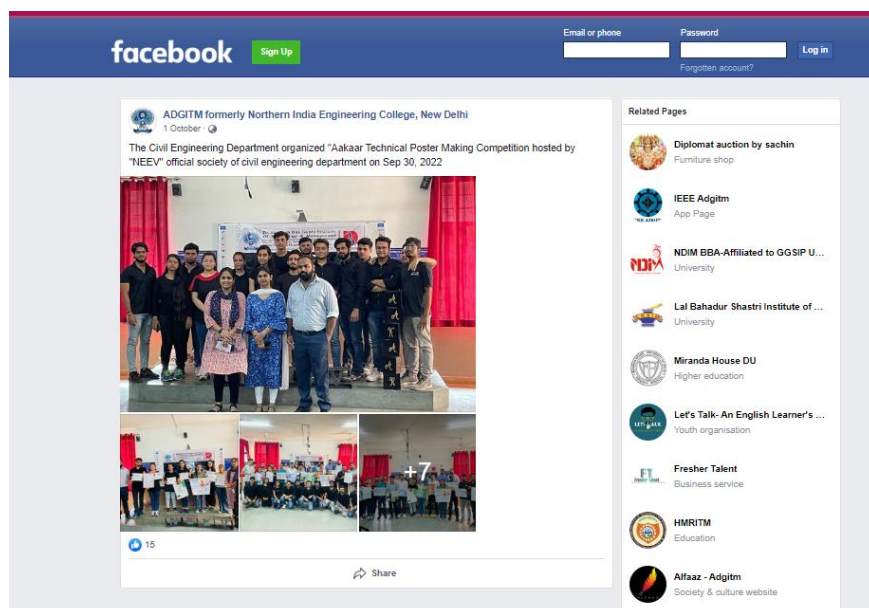 facebook
Sign Up
Email or phone
Password
Log in
Forgotten account?
ADGITM formerly Northern India Engineering College, New Delhi
1 October ·
The Civil Engineering Department organized "Aakaar Technical Poster Making Competition hosted by
"NEEV" official society of civil engineering department on Sep 30, 2022
+7
15
Share
Related Pages
Diplomat auction by sachin
Furniture shop
IEEE Adgitm
App Page
NDIM BBA-Affiliated to GGSIP U...
University
Lal Bahadur Shastri Institute of ...
University
Miranda House DU
Higher education
Let's Talk- An English Learner's ...
Youth organisation
FT
Fresher Talent
Business service
HMRITM
Education
Alfaaz - Adgitm
Society & culture website
NDIM